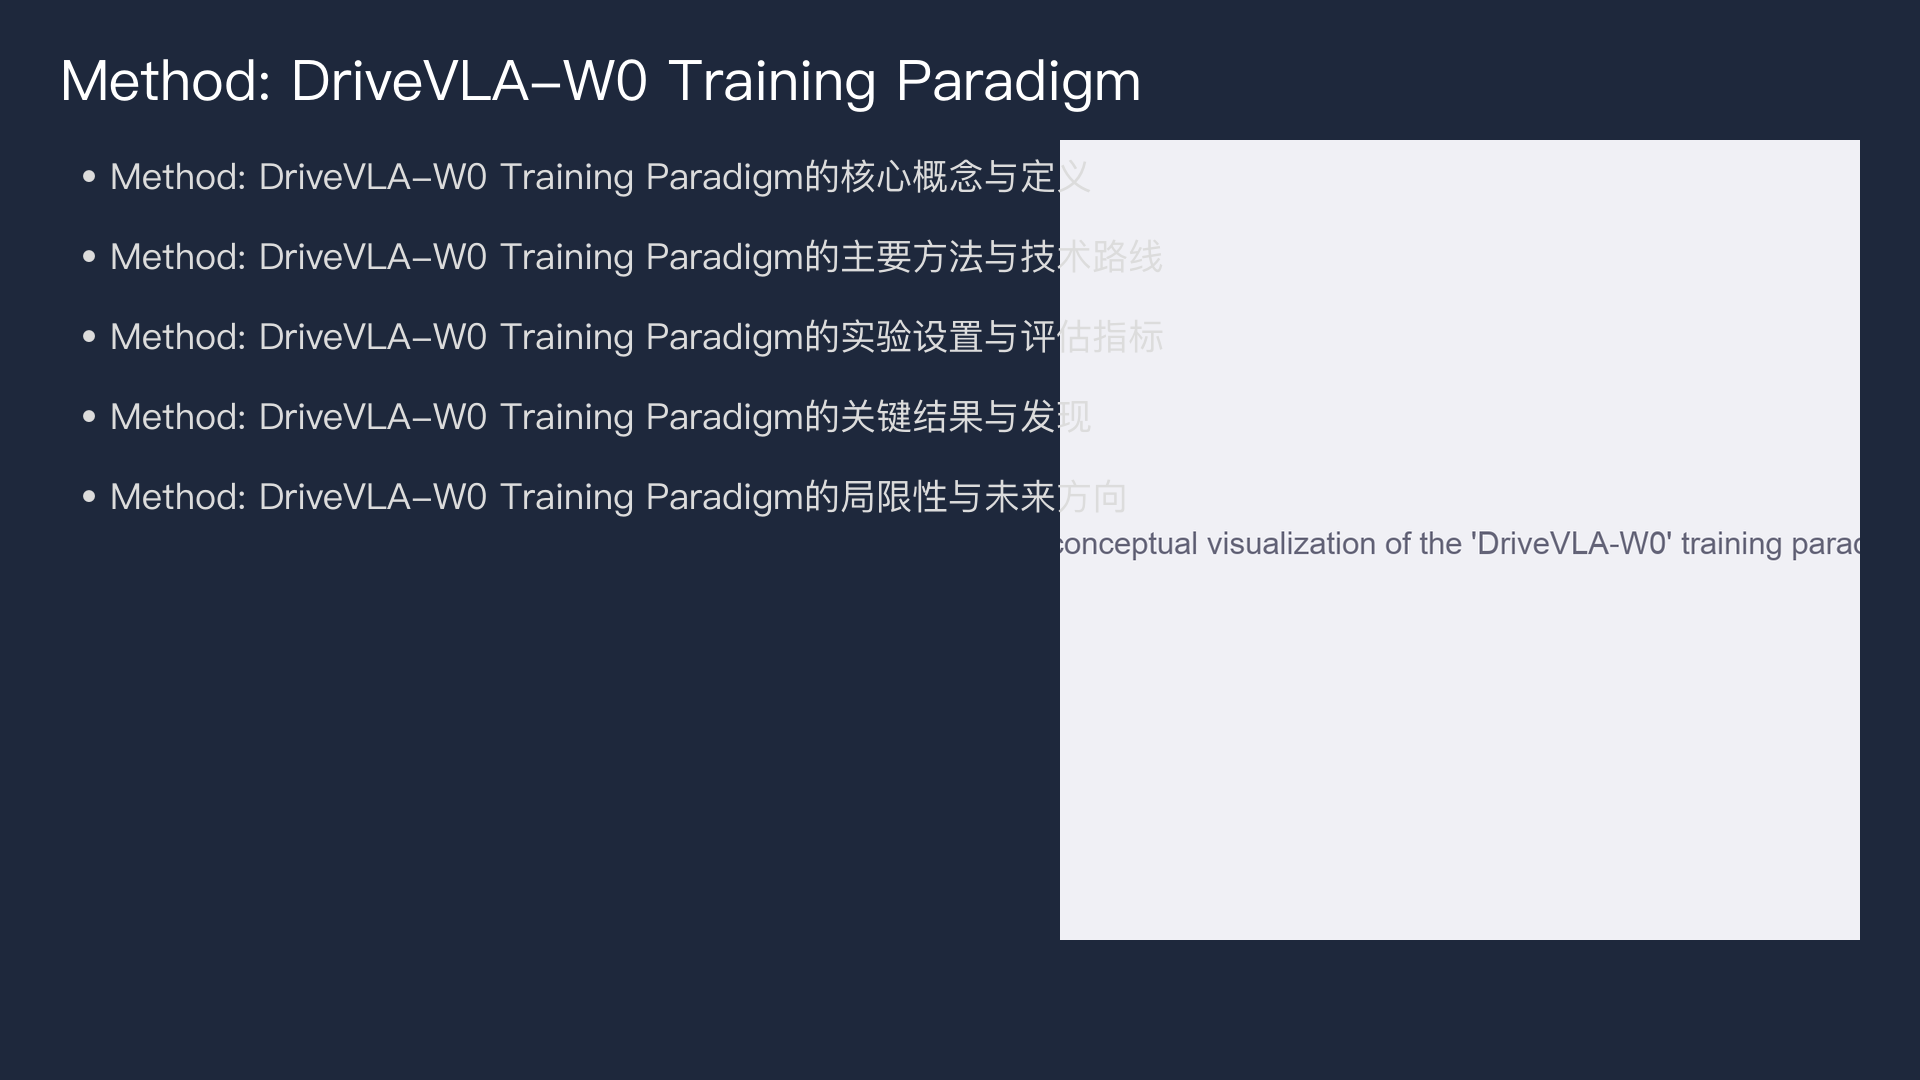 Method: DriveVLA–W0 Training Paradigm
• Method: DriveVLA–W0 Training Paradigm的核心概念与定义
• Method: DriveVLA–W0 Training Paradigm的主要方法与技术路线
• Method: DriveVLA–W0 Training Paradigm的实验设置与评估指标
• Method: DriveVLA–W0 Training Paradigm的关键结果与发现
• Method: DriveVLA–W0 Training Paradigm的局限性与未来方向
conceptual visualization of the 'DriveVLA-W0' training